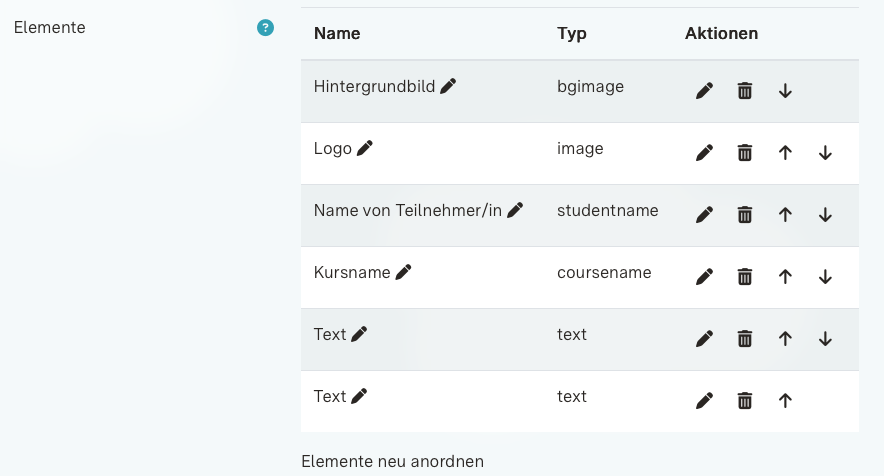 Elemente ?
Name Typ Aktionen
Hintergrundbild bgimage
Logo image
Name von Teilnehmer/in studentname
Kursname coursename
Text text
Text text
Elemente neu anordnen